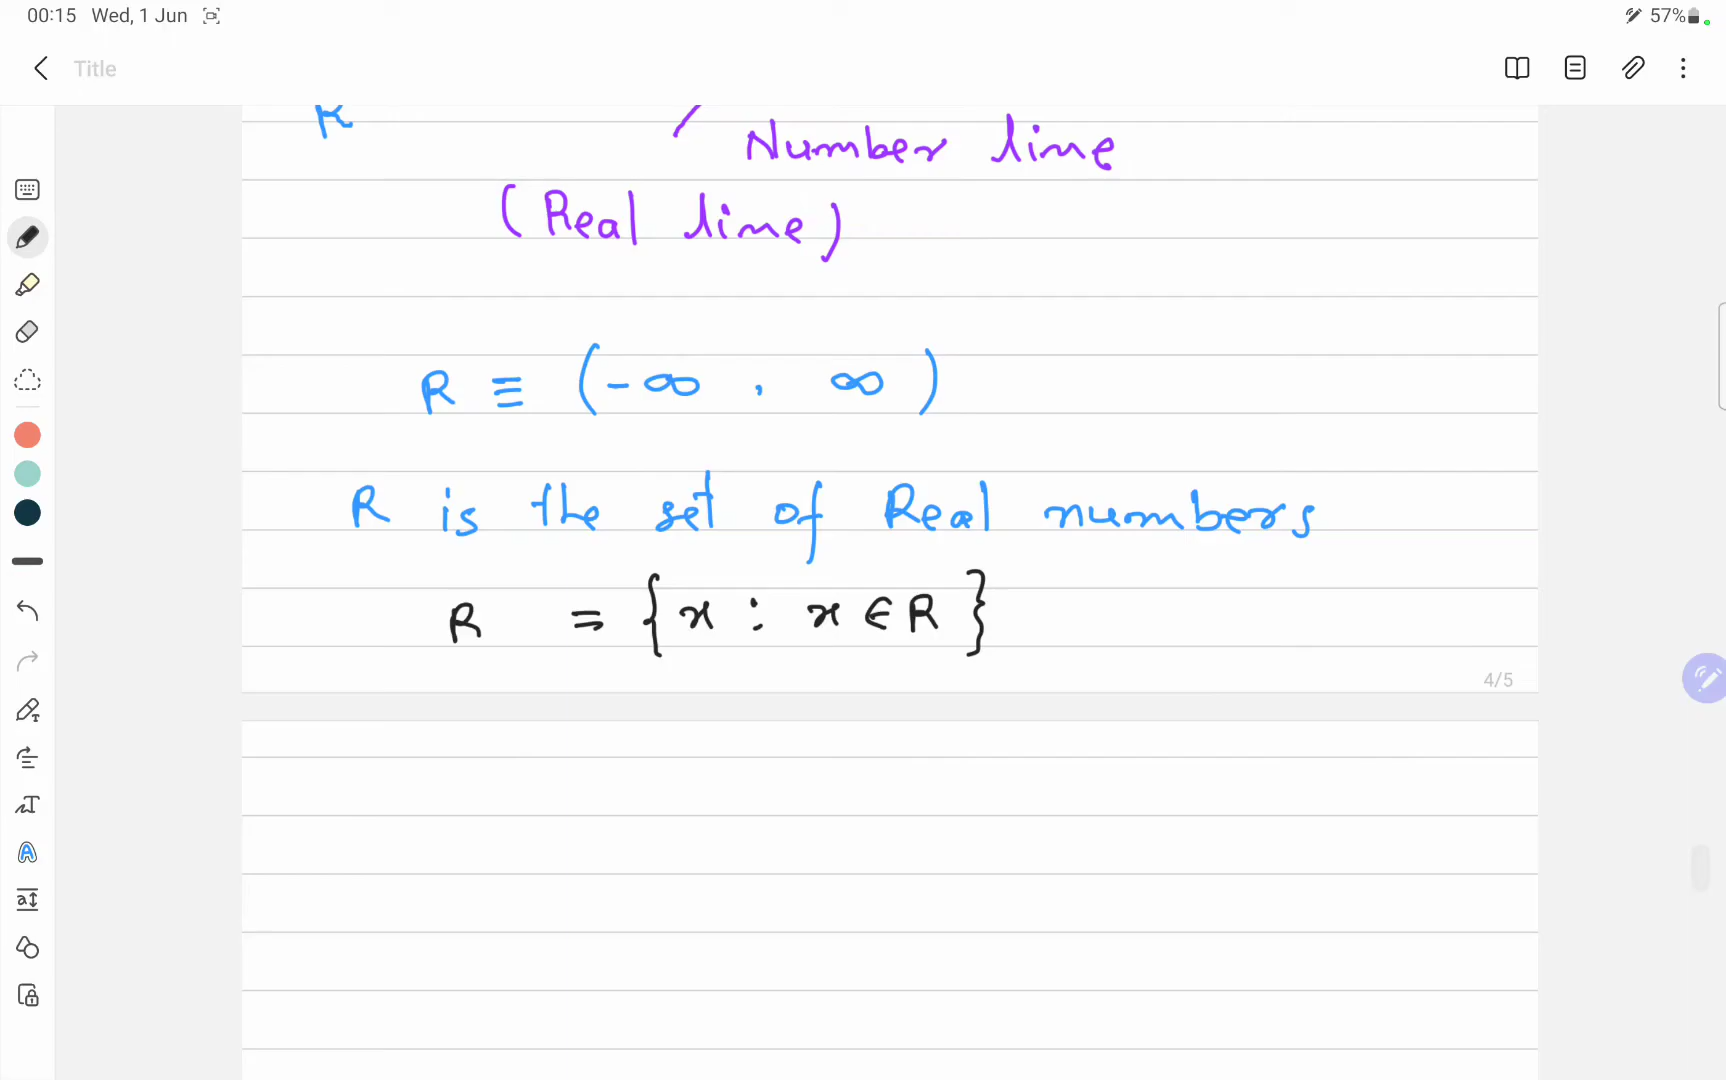 00:15 Wed, 1 Jun 57%
Title
R
Number line
(Real line)
R ≡ (-∞ , ∞)
R is the set of Real numbers
R = {x : x ∈ R}
4/5